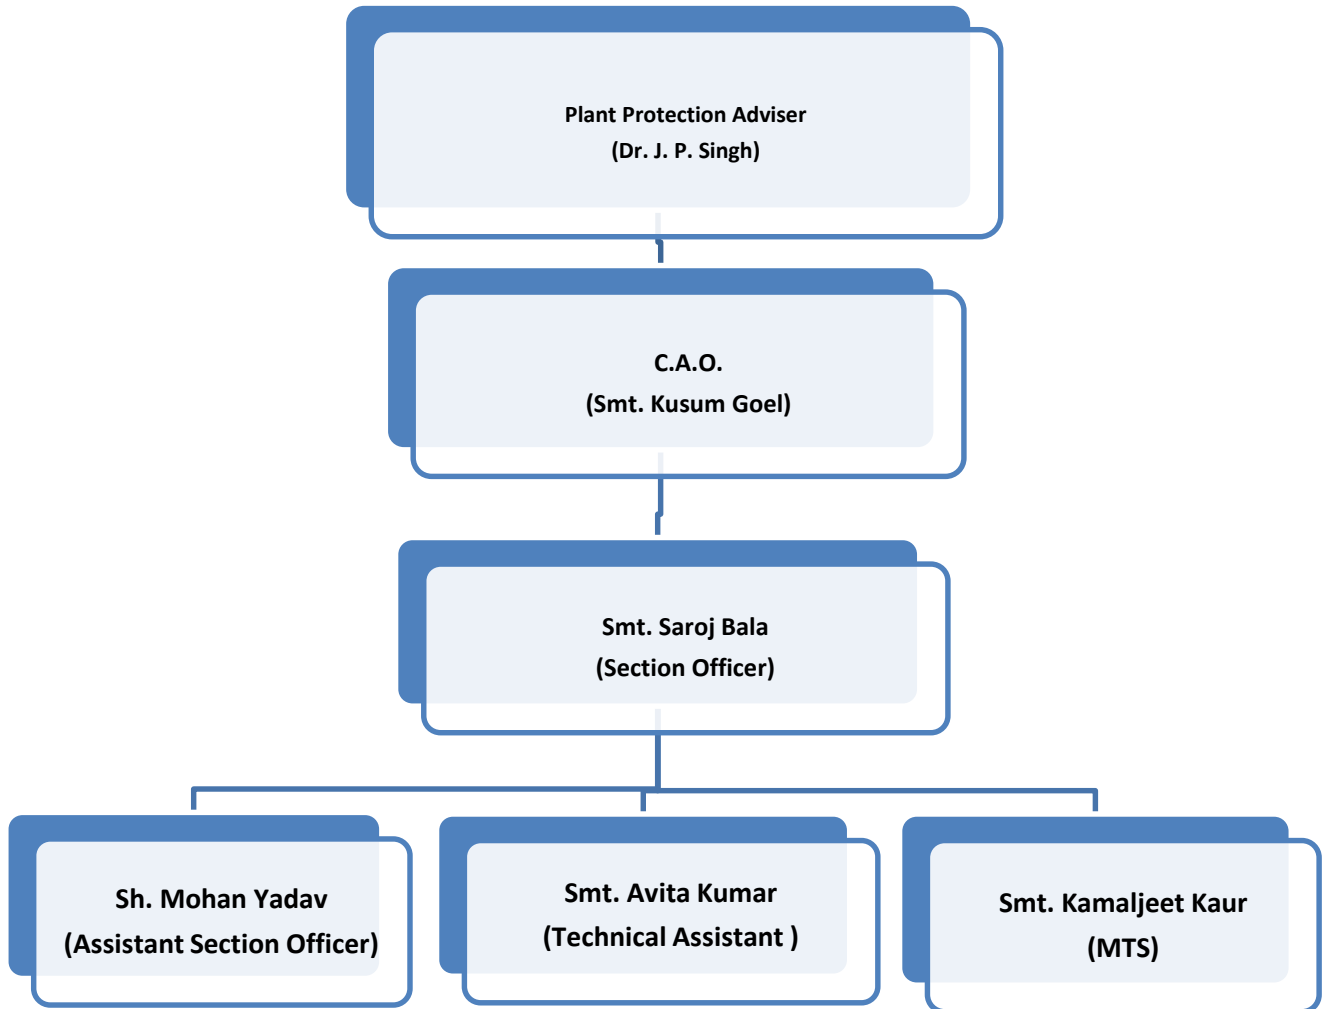 Plant Protection Adviser
(Dr. J. P. Singh)
C.A.O.
(Smt. Kusum Goel)
Smt. Saroj Bala
(Section Officer)
Sh. Mohan Yadav
(Assistant Section Officer)
Smt. Avita Kumar
(Technical Assistant )
Smt. Kamaljeet Kaur
(MTS)